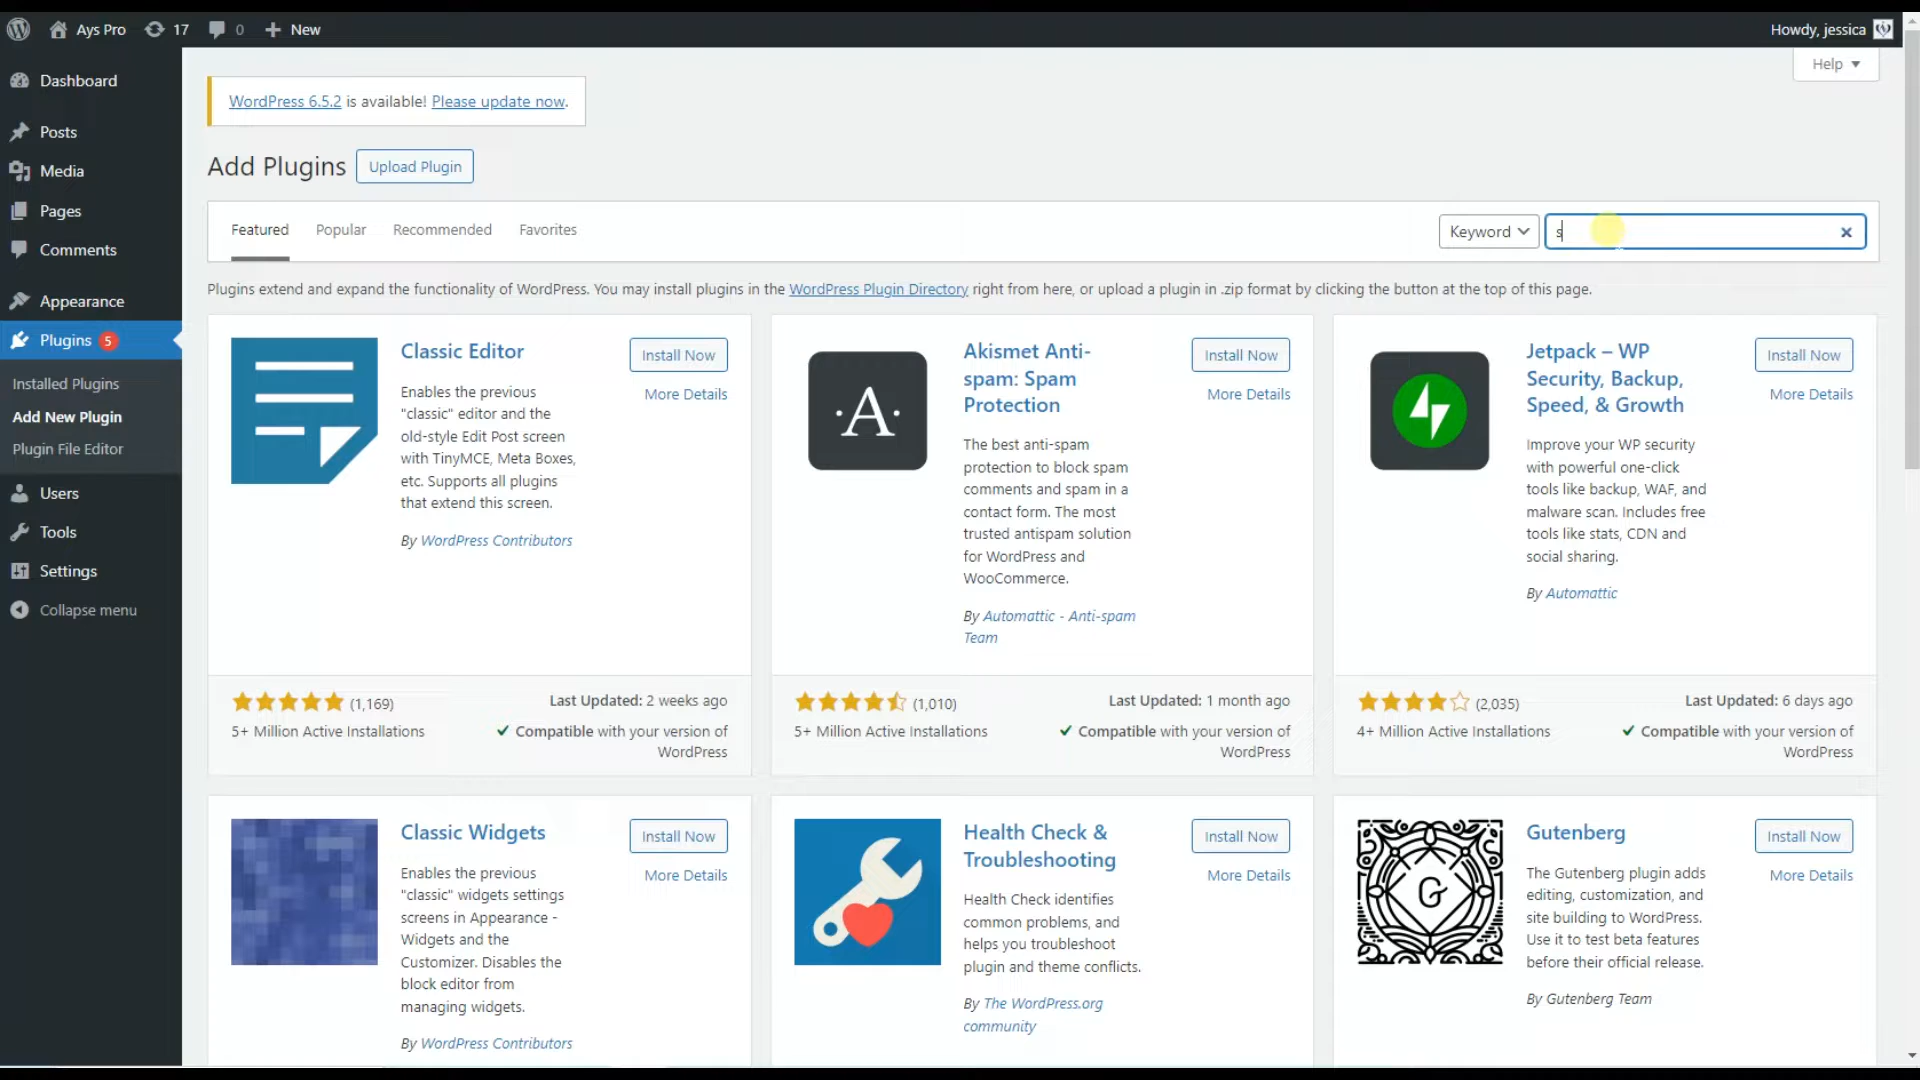 Ays Pro 17 0 New Howdy, jessica
Help
Dashboard
Posts
Media
Pages
Comments
Appearance
Plugins 5
Installed Plugins
Add New Plugin
Plugin File Editor
Users
Tools
Settings
Collapse menu
WordPress 6.5.2 is available! Please update now.
Add Plugins Upload Plugin
Featured Popular Recommended Favorites Keyword s
Plugins extend and expand the functionality of WordPress. You may install plugins in the WordPress Plugin Directory right from here, or upload a plugin in .zip format by clicking the button at the top of this page.
Classic Editor
Install Now
More Details
Enables the previous
"classic" editor and the
old-style Edit Post screen
with TinyMCE, Meta Boxes,
etc. Supports all plugins
that extend this screen.
By WordPress Contributors
(1,169)
5+ Million Active Installations
Last Updated: 2 weeks ago
Compatible with your version of
WordPress
·A·
Akismet Anti-
spam: Spam
Protection
Install Now
More Details
The best anti-spam
protection to block spam
comments and spam in a
contact form. The most
trusted antispam solution
for WordPress and
WooCommerce.
By Automattic - Anti-spam
Team
(1,010)
5+ Million Active Installations
Last Updated: 1 month ago
Compatible with your version of
WordPress
Jetpack – WP
Security, Backup,
Speed, & Growth
Install Now
More Details
Improve your WP security
with powerful one-click
tools like backup, WAF, and
malware scan. Includes free
tools like stats, CDN and
social sharing.
By Automattic
(2,035)
4+ Million Active Installations
Last Updated: 6 days ago
Compatible with your version of
WordPress
Classic Widgets
Install Now
More Details
Enables the previous
"classic" widgets settings
screens in Appearance -
Widgets and the
Customizer. Disables the
block editor from
managing widgets.
By WordPress Contributors
Health Check &
Troubleshooting
Install Now
More Details
Health Check identifies
common problems, and
helps you troubleshoot
plugin and theme conflicts.
By The WordPress.org
community
G
Gutenberg
Install Now
More Details
The Gutenberg plugin adds
editing, customization, and
site building to WordPress.
Use it to test beta features
before their official release.
By Gutenberg Team